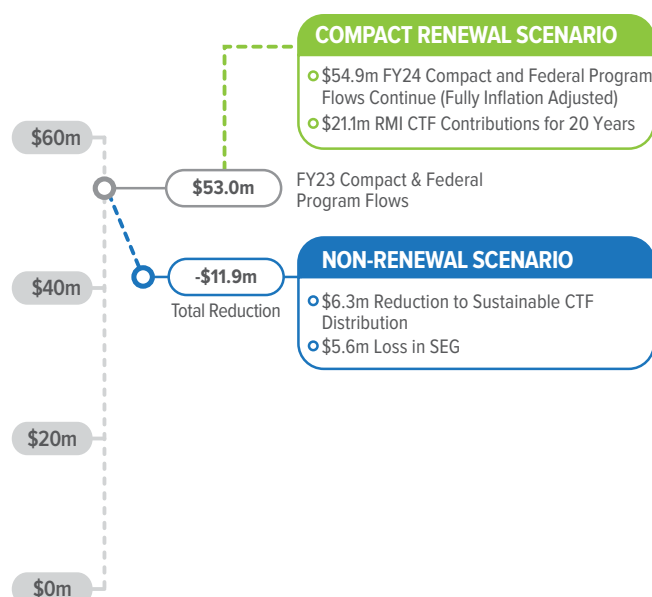 COMPACT RENEWAL SCENARIO
$54.9m FY24 Compact and Federal Program
Flows Continue (Fully Inflation Adjusted)
$21.1m RMI CTF Contributions for 20 Years
$60m
$53.0m
FY23 Compact & Federal
Program Flows
NON-RENEWAL SCENARIO
-$11.9m
Total Reduction
$6.3m Reduction to Sustainable CTF
Distribution
$5.6m Loss in SEG
$40m
$20m
$0m